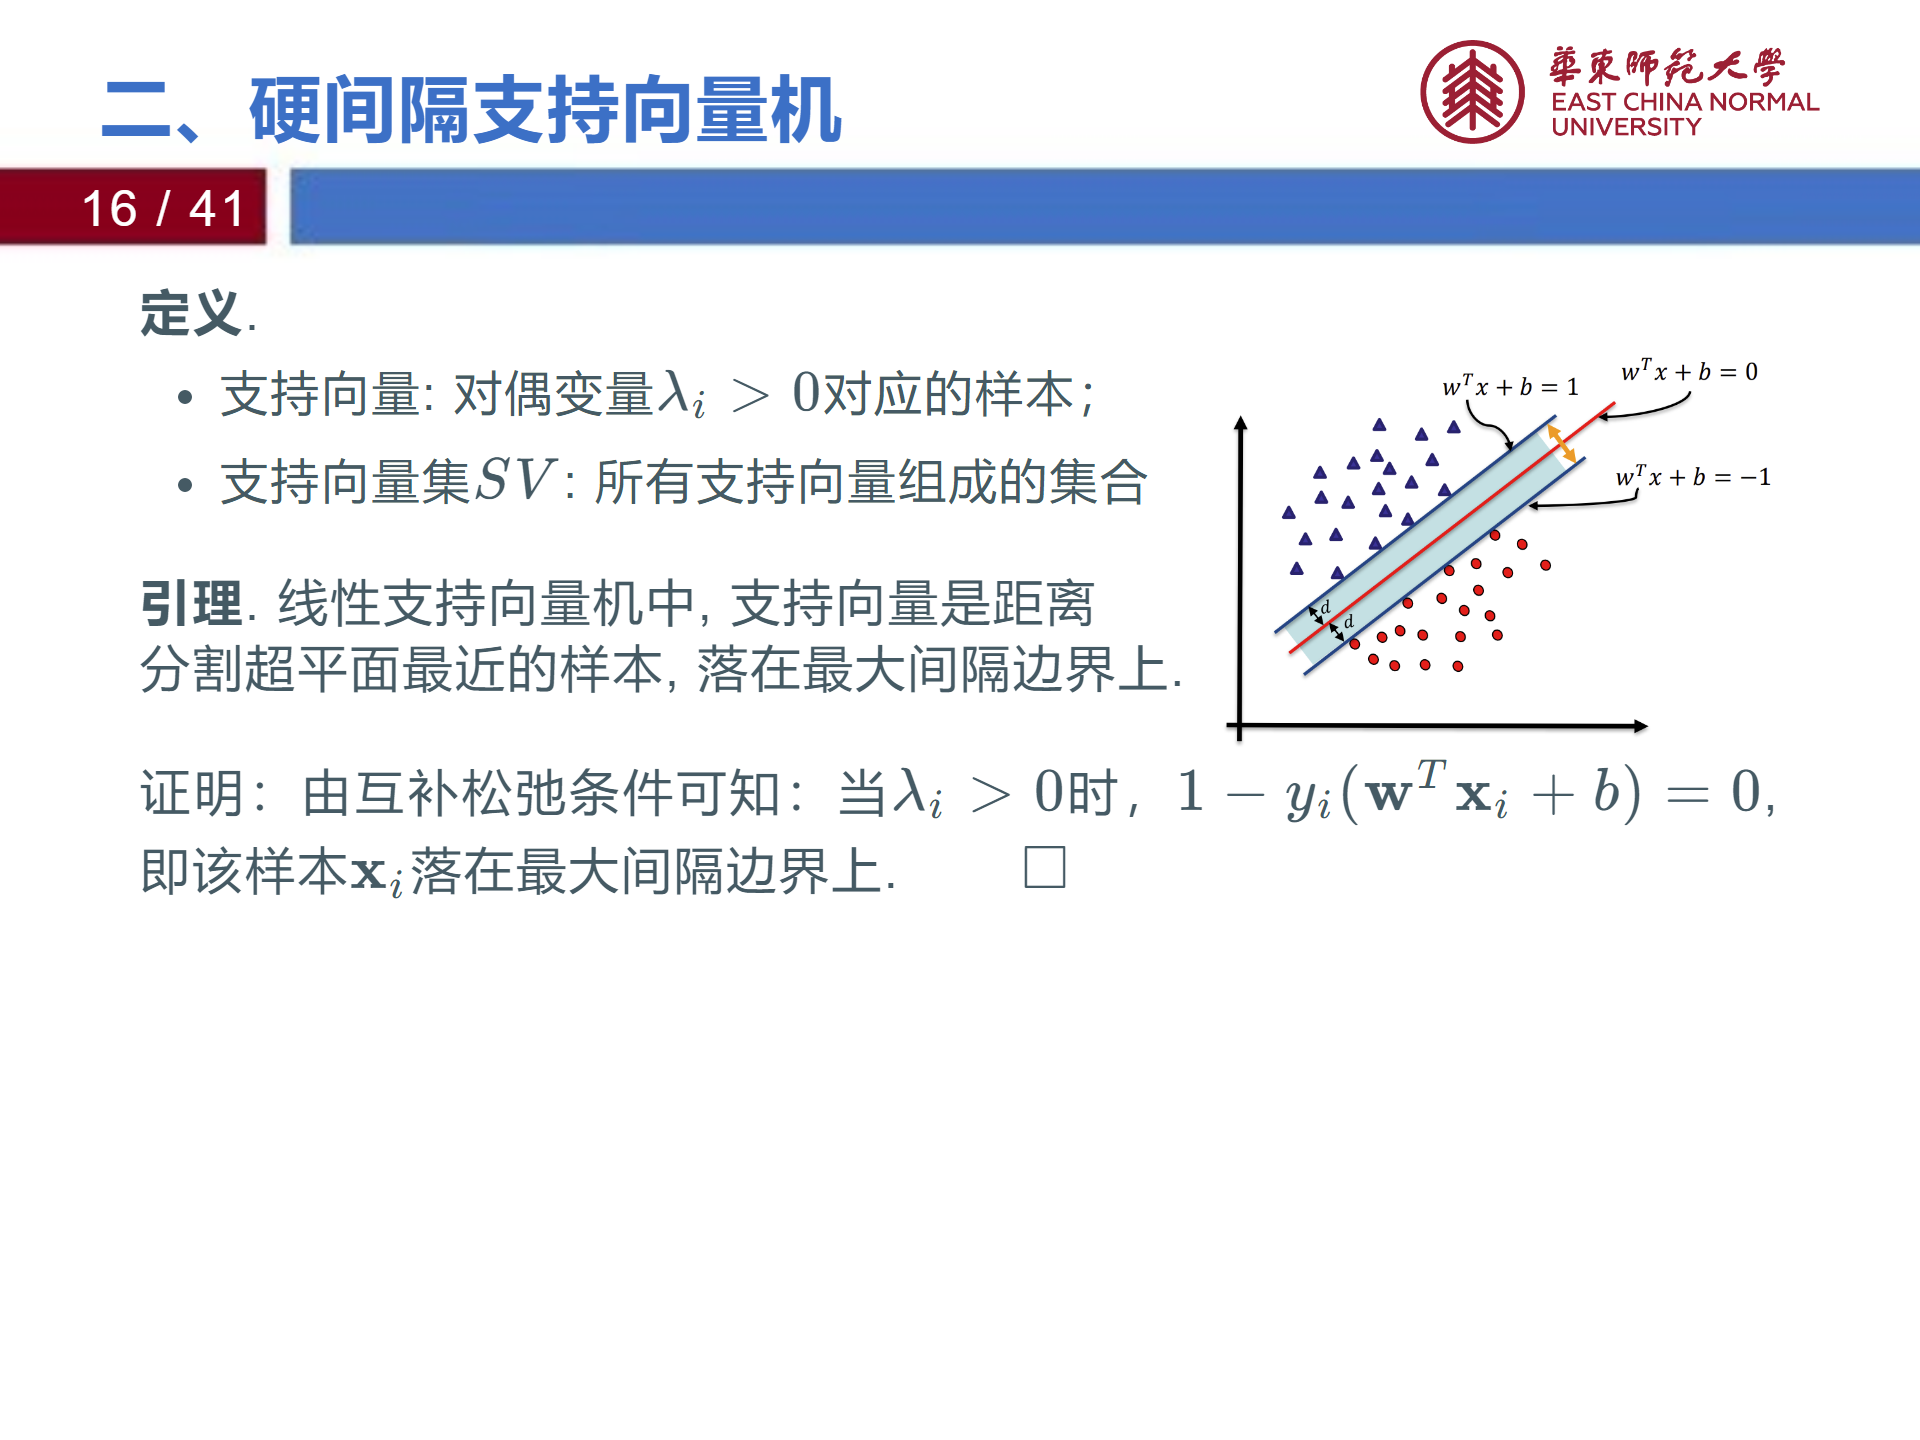 二、硬间隔支持向量机
華東師範大學
EAST CHINA NORMAL
UNIVERSITY
16 / 41
定义.
• 支持向量: 对偶变量λᵢ > 0对应的样本;
• 支持向量集SV: 所有支持向量组成的集合
引理. 线性支持向量机中, 支持向量是距离
分割超平面最近的样本, 落在最大间隔边界上.
wᵀx + b = 1
wᵀx + b = 0
wᵀx + b = −1
d
d
证明：由互补松弛条件可知：当λᵢ > 0时，1 − yᵢ(𝐰ᵀ𝐱ᵢ + b) = 0,
即该样本𝐱ᵢ落在最大间隔边界上. □